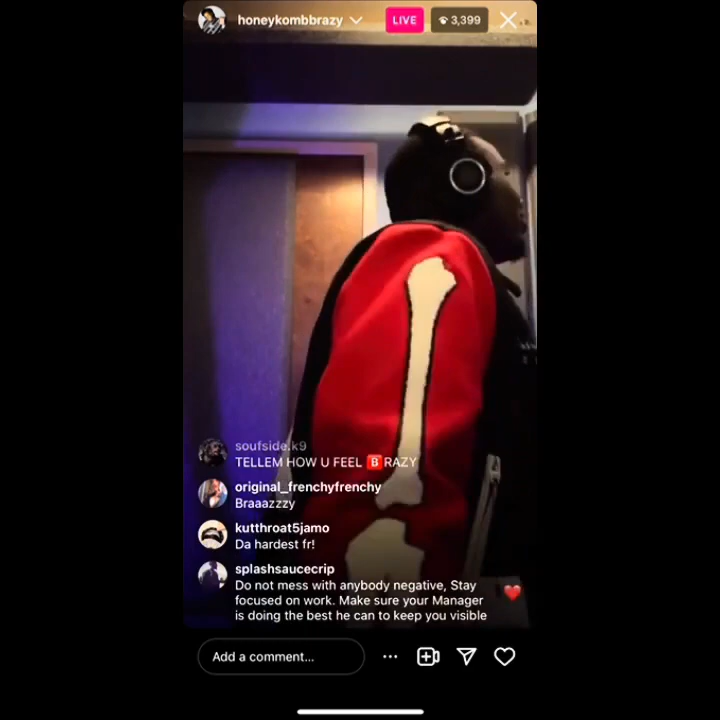 honeykombbrazy
LIVE
3,399
soufside.k9
TELLEM HOW U FEEL 🅱️RAZY
original_frenchyfrenchy
Braaazzzy
kutthroat5jamo
Da hardest fr!
splashsaucecrip
Do not mess with anybody negative, Stay
focused on work. Make sure your Manager
is doing the best he can to keep you visible
Add a comment...